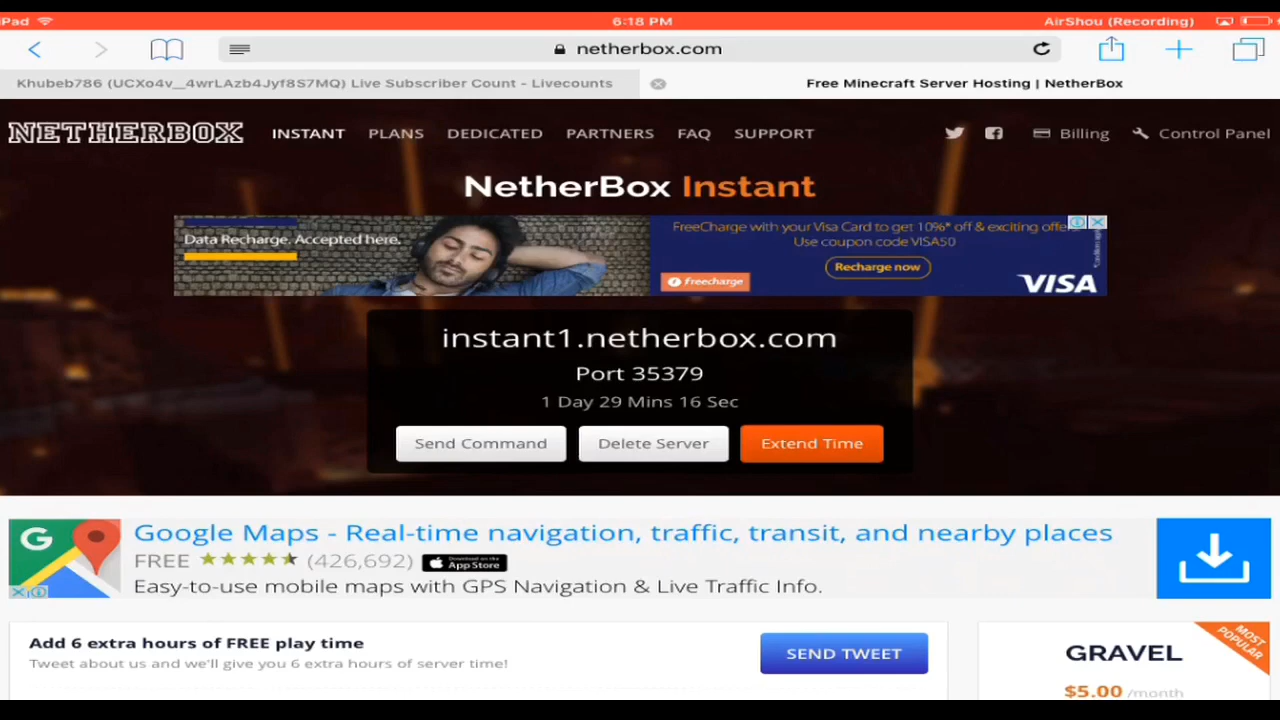 iPad
6:18 PM
AirShou (Recording)
netherbox.com
Khubeb786 (UCXo4v__4wrLAzb4Jyf8S7MQ) Live Subscriber Count - Livecounts
Free Minecraft Server Hosting | NetherBox
NETHERBOX
INSTANT PLANS DEDICATED PARTNERS FAQ SUPPORT
Billing Control Panel
NetherBox Instant
Data Recharge. Accepted here.
FreeCharge with your Visa Card to get 10%* off & exciting offe
Use coupon code VISA50
Recharge now
freecharge
VISA
instant1.netherbox.com
Port 35379
1 Day 29 Mins 16 Sec
Send Command Delete Server Extend Time
Google Maps - Real-time navigation, traffic, transit, and nearby places
FREE (426,692) Download on the App Store
Easy-to-use mobile maps with GPS Navigation & Live Traffic Info.
Add 6 extra hours of FREE play time
Tweet about us and we'll give you 6 extra hours of server time!
SEND TWEET
MOST POPULAR
GRAVEL
$5.00 /month